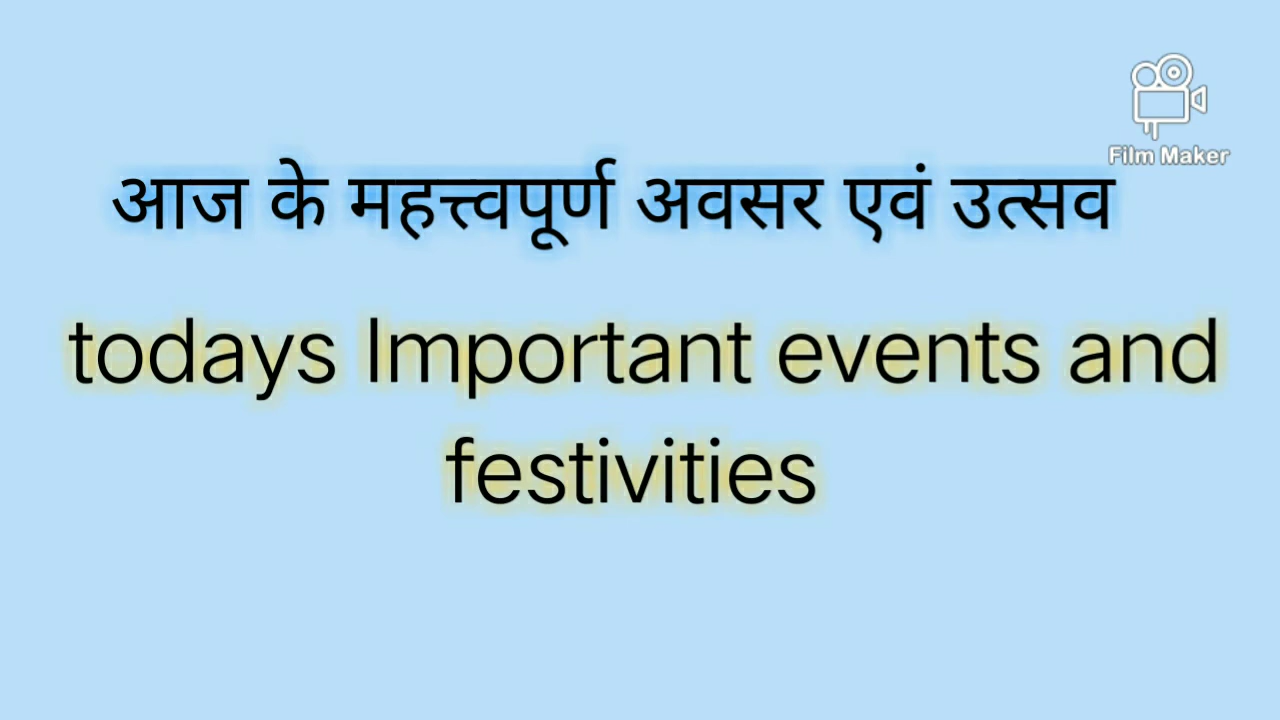 Film Maker
आज के महत्त्वपूर्ण अवसर एवं उत्सव
todays Important events and
festivities